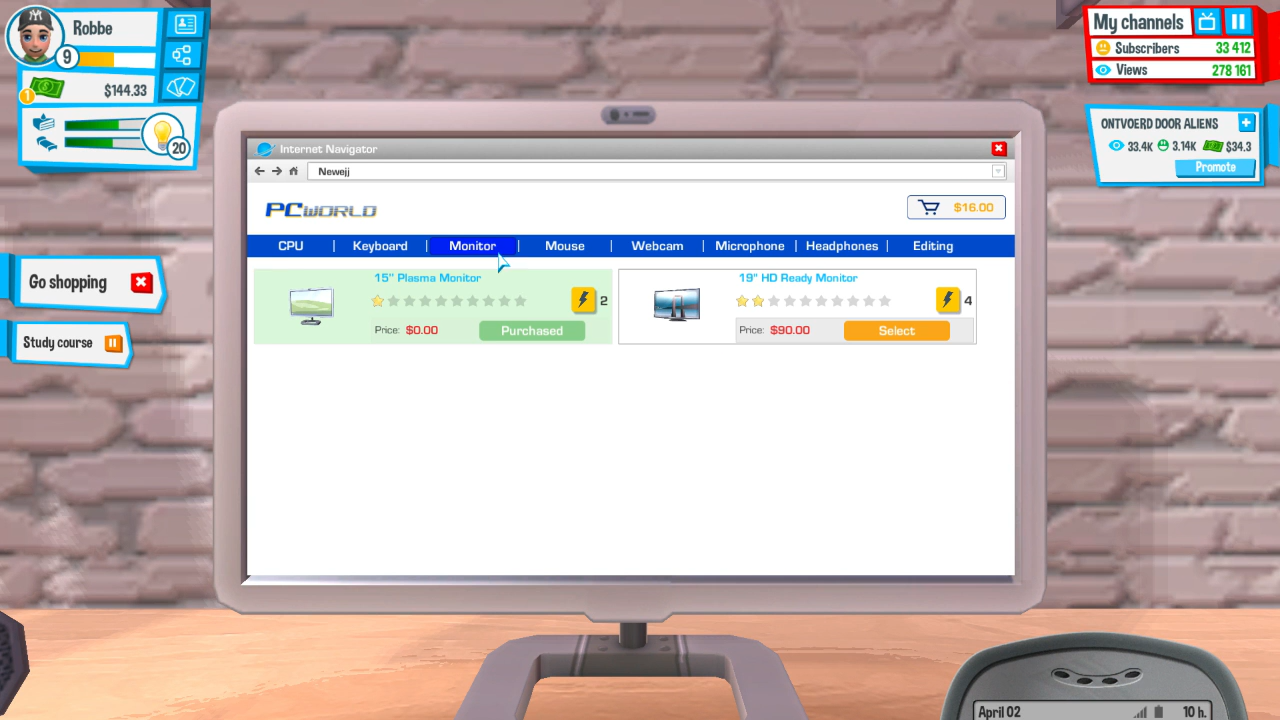 Robbe
9
1
$144.33
20
Go shopping
Study course
My channels
Subscribers 33 412
Views 278 161
ONTVOERD DOOR ALIENS
33.4K 3.14K $34.3
Promote
Internet Navigator
Newejj
PCWORLD
$16.00
CPU | Keyboard | Monitor | Mouse | Webcam | Microphone | Headphones | Editing
15" Plasma Monitor
2
Price: $0.00 Purchased
19" HD Ready Monitor
4
Price: $90.00 Select
April 02 10 h.